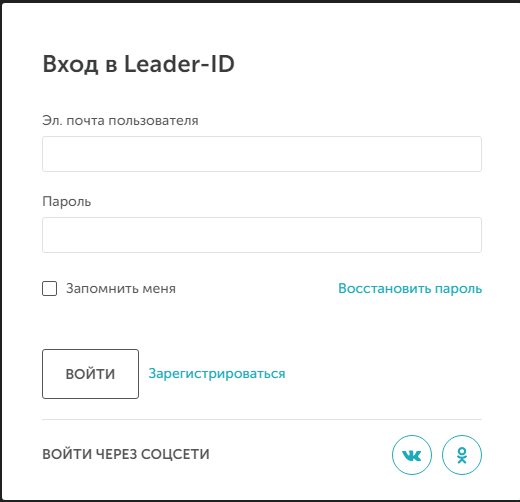 Вход в Leader-ID
Эл. почта пользователя
Пароль
Запомнить меня Восстановить пароль
ВОЙТИ Зарегистрироваться
ВОЙТИ ЧЕРЕЗ СОЦСЕТИ